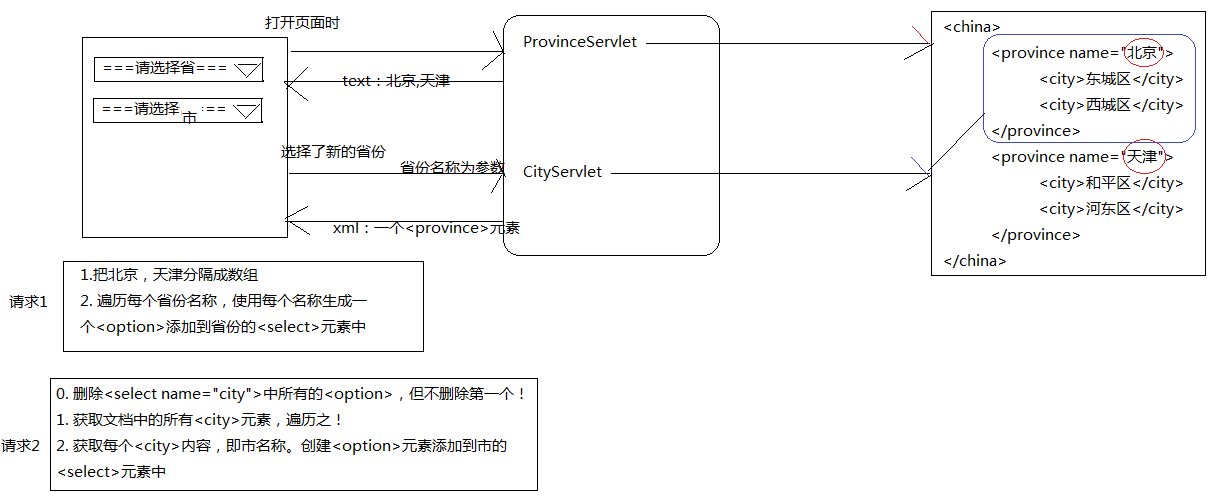 打开页面时
===请选择省===
===请选择市===
text：北京,天津
选择了新的省份
省份名称为参数
xml：一个<province>元素
ProvinceServlet
CityServlet
<china>
<province name="北京">
<city>东城区</city>
<city>西城区</city>
</province>
<province name="天津">
<city>和平区</city>
<city>河东区</city>
</province>
</china>
请求1
1.把北京，天津分隔成数组
2. 遍历每个省份名称，使用每个名称生成一
个<option>添加到省份的<select>元素中
请求2
0. 删除<select name="city">中所有的<option>，但不删除第一个！
1. 获取文档中的所有<city>元素，遍历之！
2. 获取每个<city>内容，即市名称。创建<option>元素添加到市的
<select>元素中